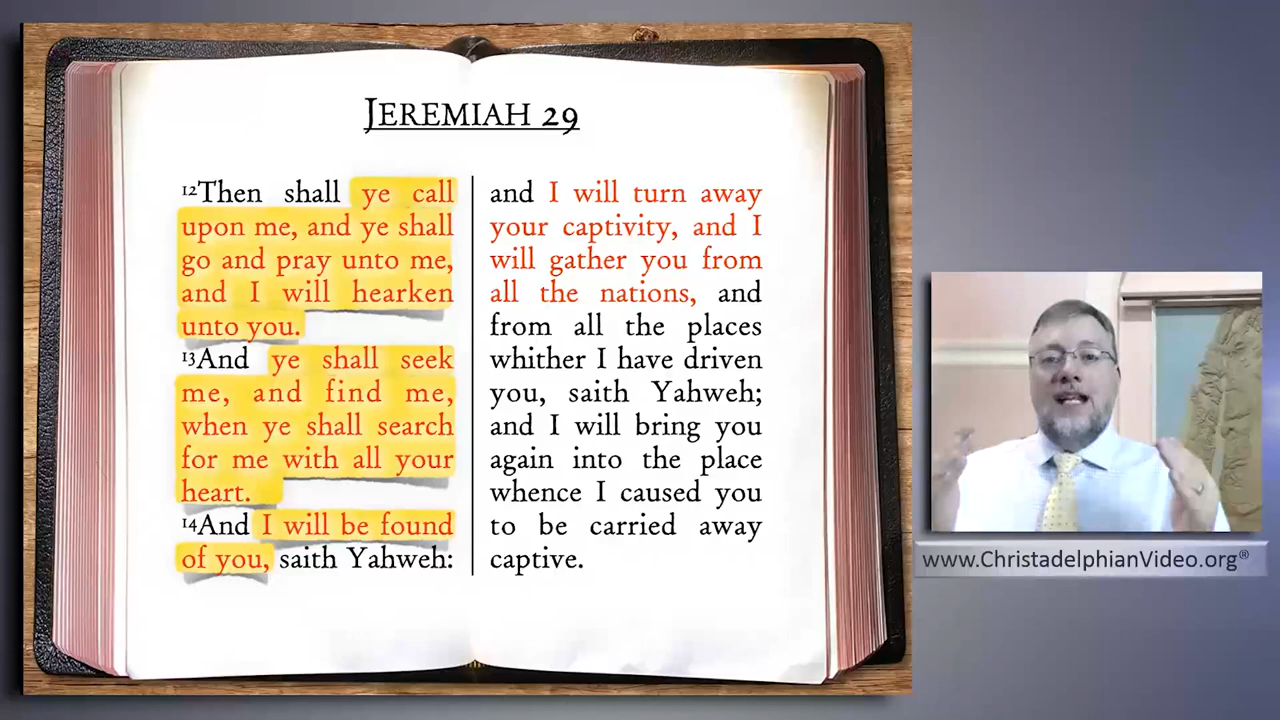 JEREMIAH 29
12Then shall ye call
upon me, and ye shall
go and pray unto me,
and I will hearken
unto you.
13And ye shall seek
me, and find me,
when ye shall search
for me with all your
heart.
14And I will be found
of you, saith Yahweh:
and I will turn away
your captivity, and I
will gather you from
all the nations, and
from all the places
whither I have driven
you, saith Yahweh;
and I will bring you
again into the place
whence I caused you
to be carried away
captive.
www.ChristadelphianVideo.org®